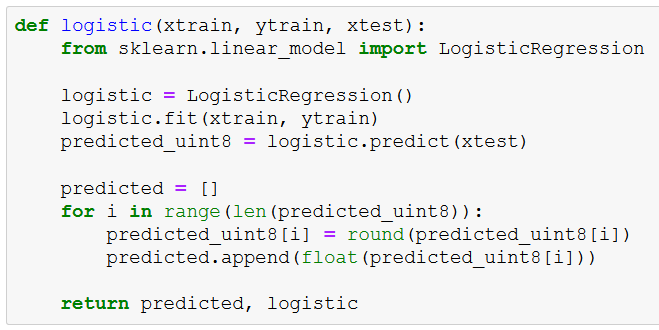 def logistic(xtrain, ytrain, xtest):
    from sklearn.linear_model import LogisticRegression
    logistic = LogisticRegression()
    logistic.fit(xtrain, ytrain)
    predicted_uint8 = logistic.predict(xtest)
    predicted = []
    for i in range(len(predicted_uint8)):
        predicted_uint8[i] = round(predicted_uint8[i])
        predicted.append(float(predicted_uint8[i]))
    return predicted, logistic